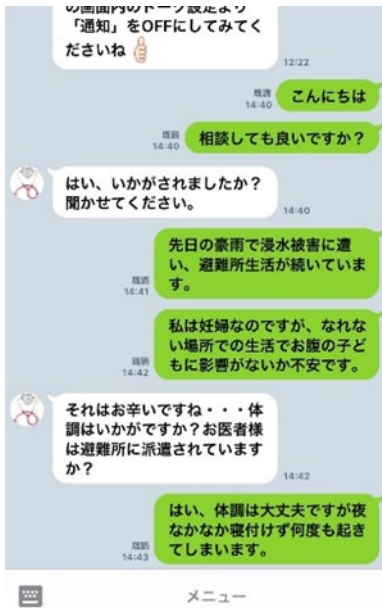 の画面内のトーク設定より
「通知」をOFFにしてみてく
ださいね
12:22
既読
14:40
こんにちは
既読
14:40
相談しても良いですか？
はい、いかがされましたか？
聞かせてください。
14:40
先日の豪雨で浸水被害に遭
い、避難所生活が続いていま
す。
既読
14:41
私は妊婦なのですが、なれな
い場所での生活でお腹の子ど
もに影響がないか不安です。
既読
14:42
それはお辛いですね・・・体
調はいかがですか？お医者様
は避難所に派遣されています
か？
14:42
はい、体調は大丈夫ですが夜
なかなか寝付けず何度も起き
てしまいます。
既読
14:43
メニュー